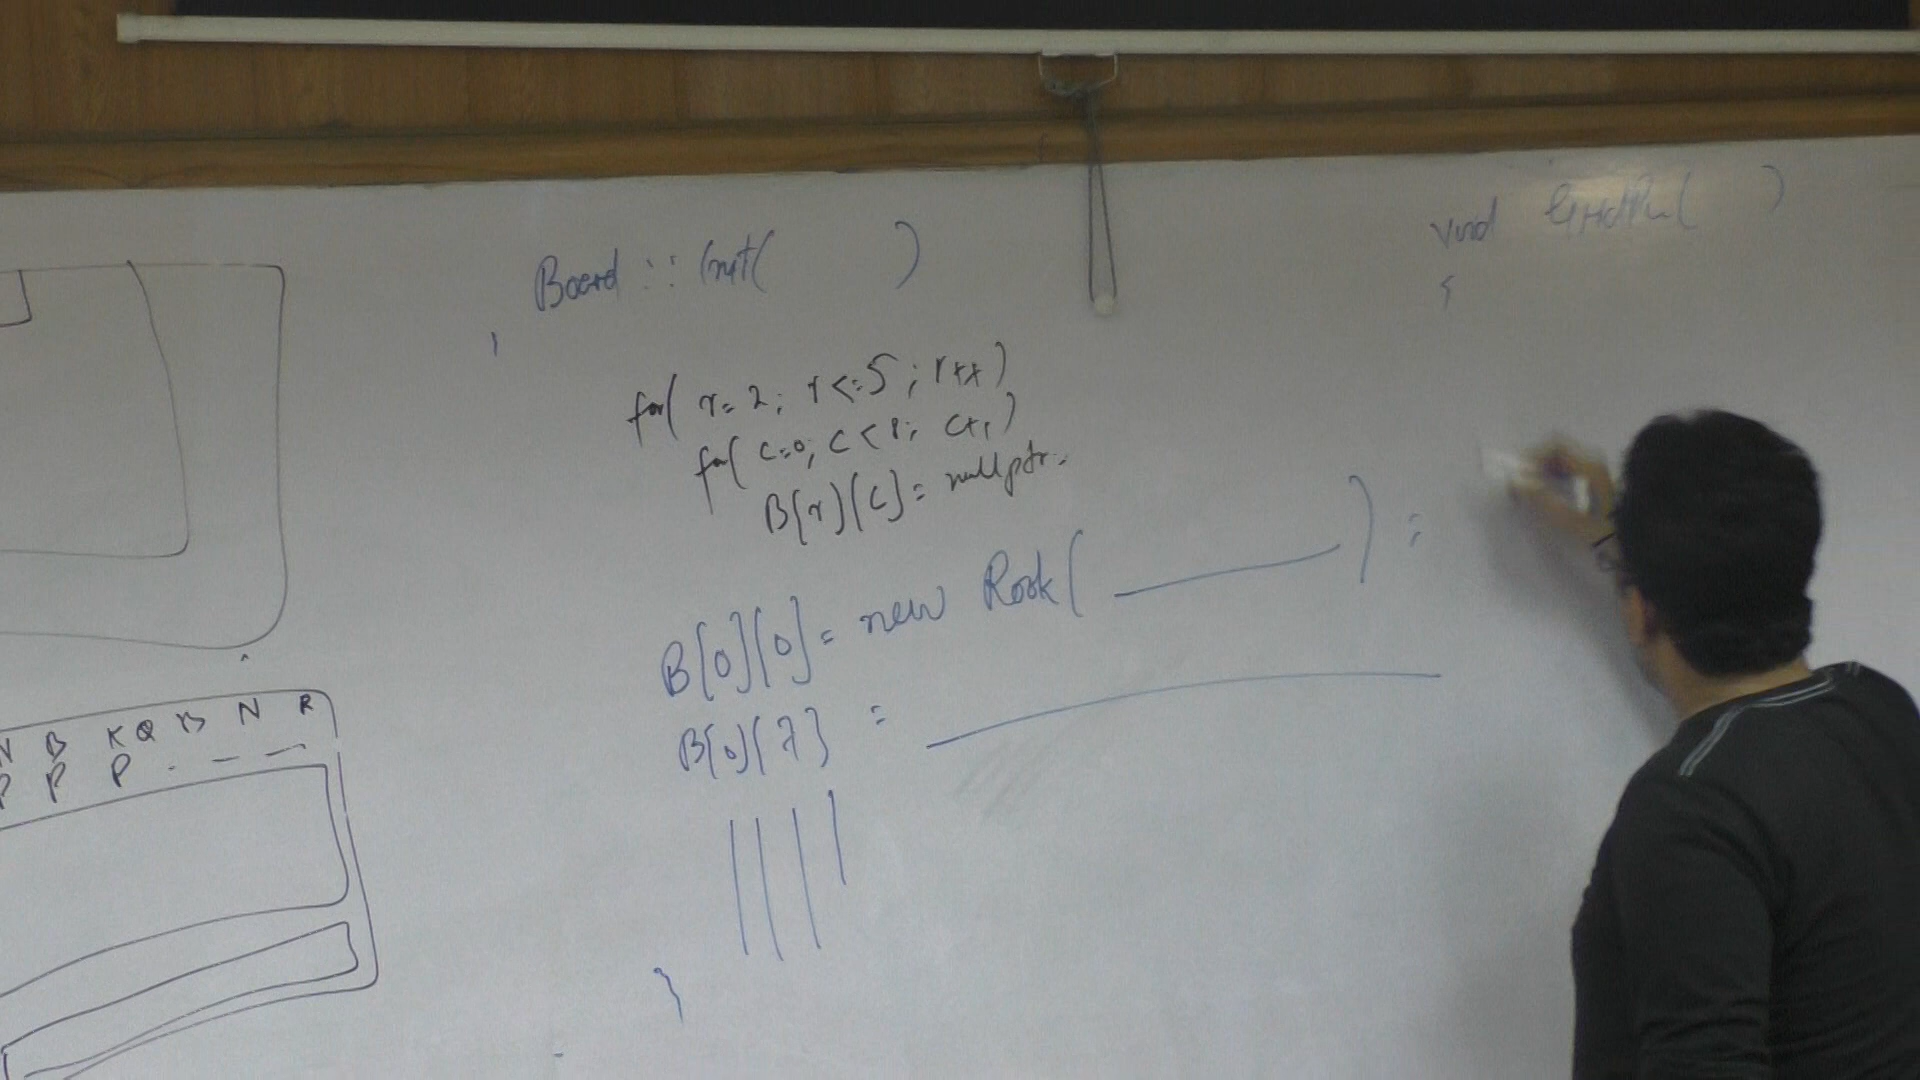 Board :: Init( )
for( r= 2; r<=5; r++)
for( c=0; c<8; c++)
B[r][c]= nullptr;
B[0][0]= new Rook( );
B[0][7] =
}
void
{
N B K Q B N R
P P P . _ _